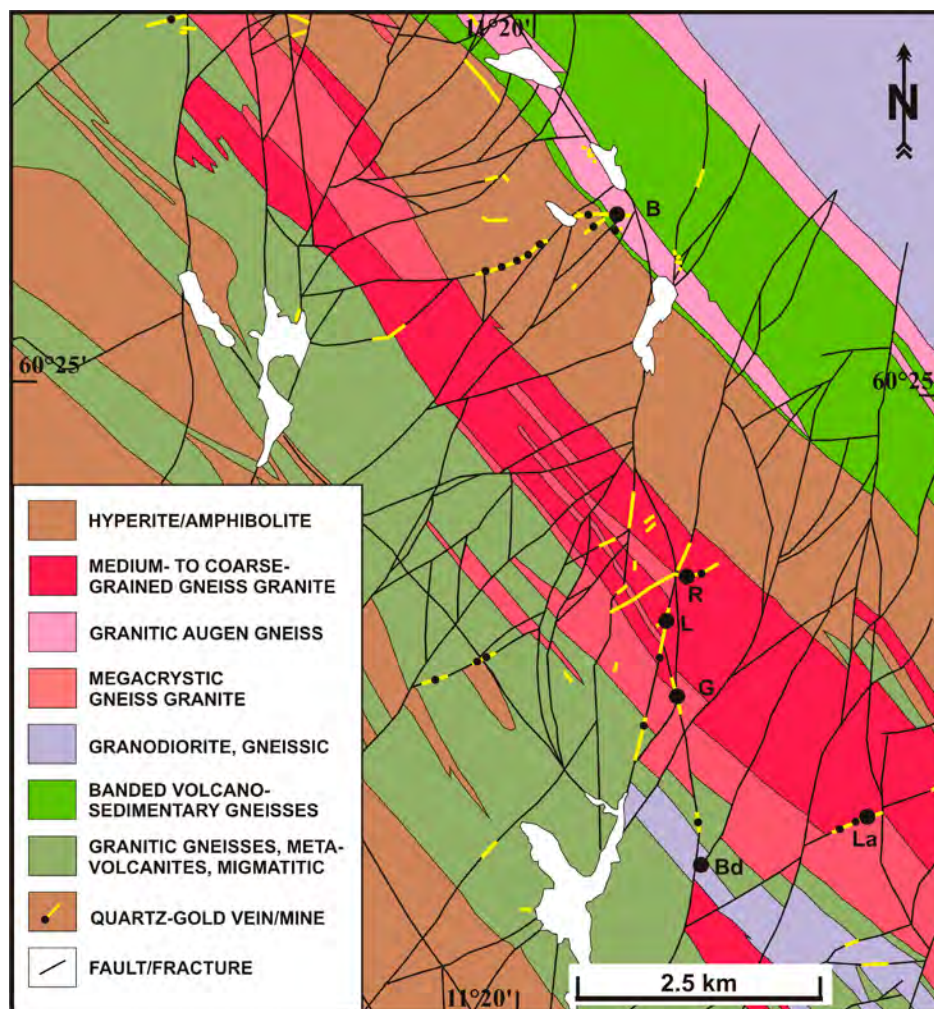 11°20'
N
B
60°25'
60°25'
R
L
G
La
Bd
HYPERITE/AMPHIBOLITE
MEDIUM- TO COARSE-
GRAINED GNEISS GRANITE
GRANITIC AUGEN GNEISS
MEGACRYSTIC
GNEISS GRANITE
GRANODIORITE, GNEISSIC
BANDED VOLCANO-
SEDIMENTARY GNEISSES
GRANITIC GNEISSES, META-
VOLCANITES, MIGMATITIC
QUARTZ-GOLD VEIN/MINE
FAULT/FRACTURE
2.5 km
11°20'